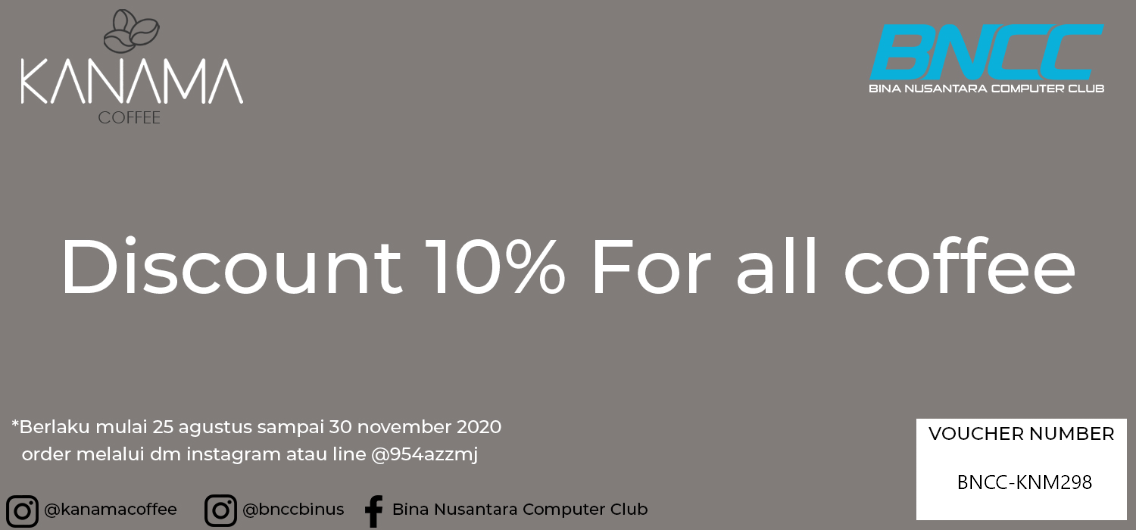 KANAMA
COFFEE
BNCC
BINA NUSANTARA COMPUTER CLUB
Discount 10% For all coffee
*Berlaku mulai 25 agustus sampai 30 november 2020
order melalui dm instagram atau line @954azzmj
VOUCHER NUMBER
BNCC-KNM298
@kanamacoffee
@bnccbinus
Bina Nusantara Computer Club